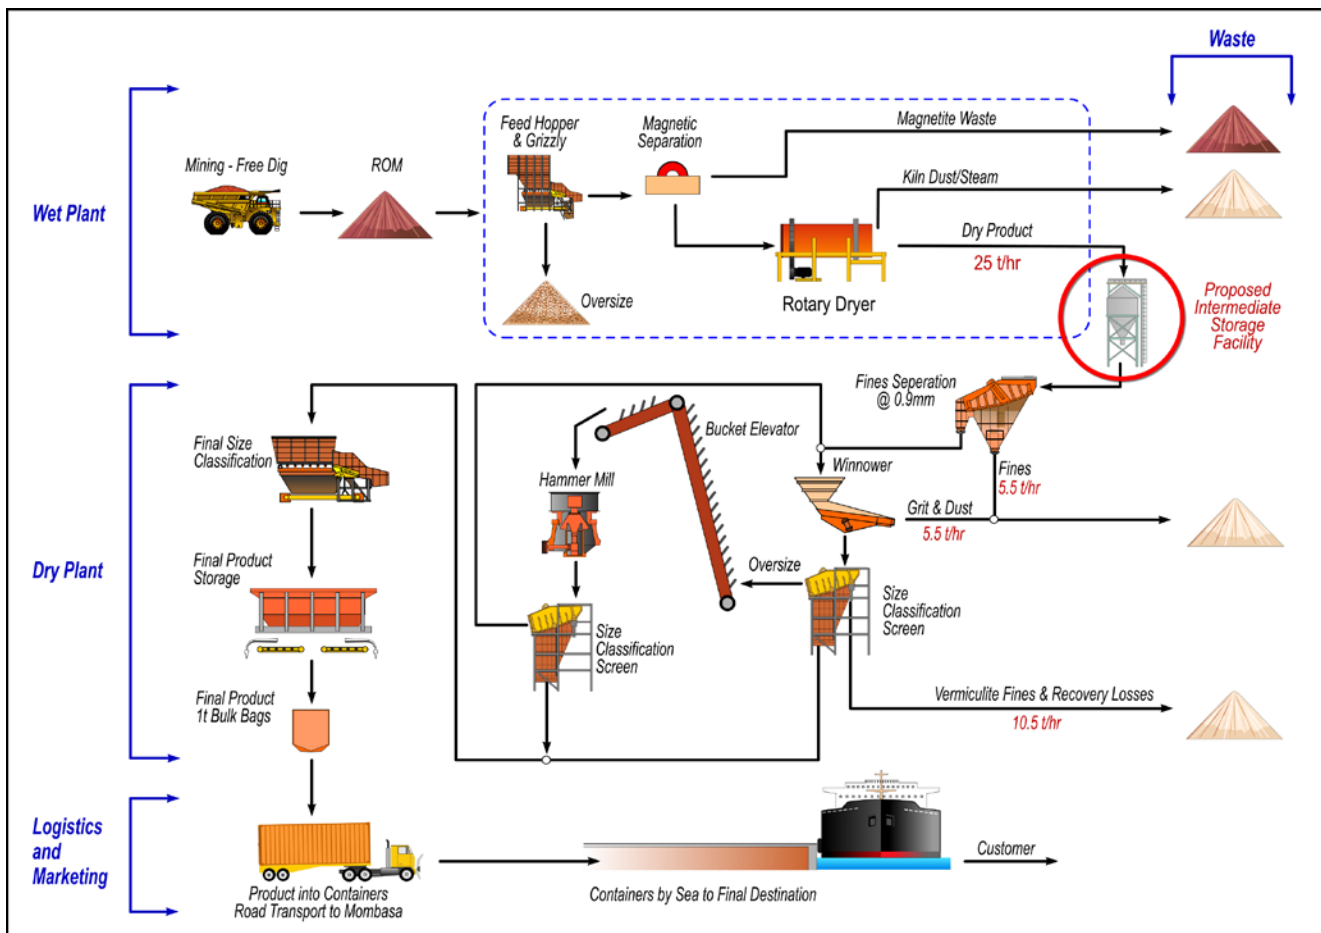 Waste
Wet Plant
Mining - Free Dig
ROM
Feed Hopper
& Grizzly
Magnetic
Separation
Magnetite Waste
Kiln Dust/Steam
Dry Product
25 t/hr
Oversize
Rotary Dryer
Proposed
Intermediate
Storage
Facility
Dry Plant
Fines Seperation
@ 0.9mm
Final Size
Classification
Bucket Elevator
Hammer Mill
Winnower
Fines
5.5 t/hr
Grit & Dust
5.5 t/hr
Final Product
Storage
Oversize
Size
Classification
Screen
Size
Classification
Screen
Final Product
1t Bulk Bags
Vermiculite Fines & Recovery Losses
10.5 t/hr
Logistics
and
Marketing
Product into Containers
Road Transport to Mombasa
Containers by Sea to Final Destination
Customer